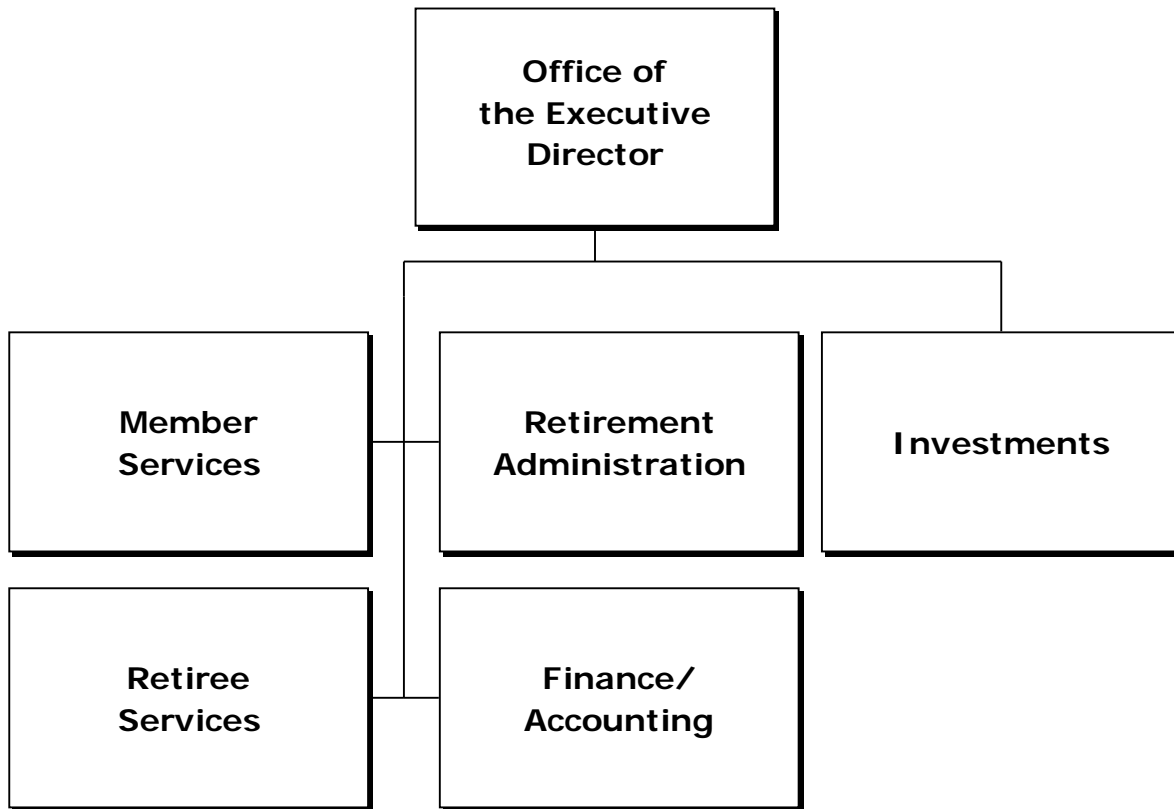 Office of
the Executive
Director
Member
Services
Retirement
Administration
Investments
Retiree
Services
Finance/
Accounting